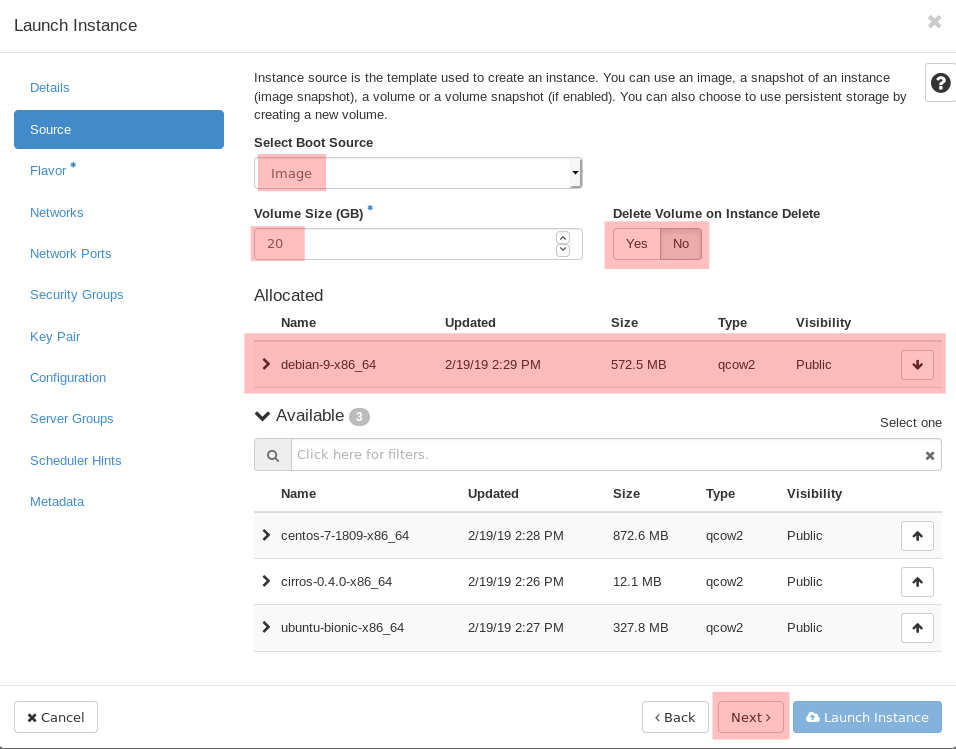 Launch Instance
Details
Source
Flavor *
Networks
Network Ports
Security Groups
Key Pair
Configuration
Server Groups
Scheduler Hints
Metadata
Instance source is the template used to create an instance. You can use an image, a snapshot of an instance
(image snapshot), a volume or a volume snapshot (if enabled). You can also choose to use persistent storage by
creating a new volume.
Select Boot Source
Image
Volume Size (GB) * Delete Volume on Instance Delete
20 Yes No
Allocated
Name Updated Size Type Visibility
debian-9-x86_64 2/19/19 2:29 PM 572.5 MB qcow2 Public
Available 3 Select one
Click here for filters.
Name Updated Size Type Visibility
centos-7-1809-x86_64 2/19/19 2:28 PM 872.6 MB qcow2 Public
cirros-0.4.0-x86_64 2/19/19 2:26 PM 12.1 MB qcow2 Public
ubuntu-bionic-x86_64 2/19/19 2:27 PM 327.8 MB qcow2 Public
Cancel < Back Next > Launch Instance